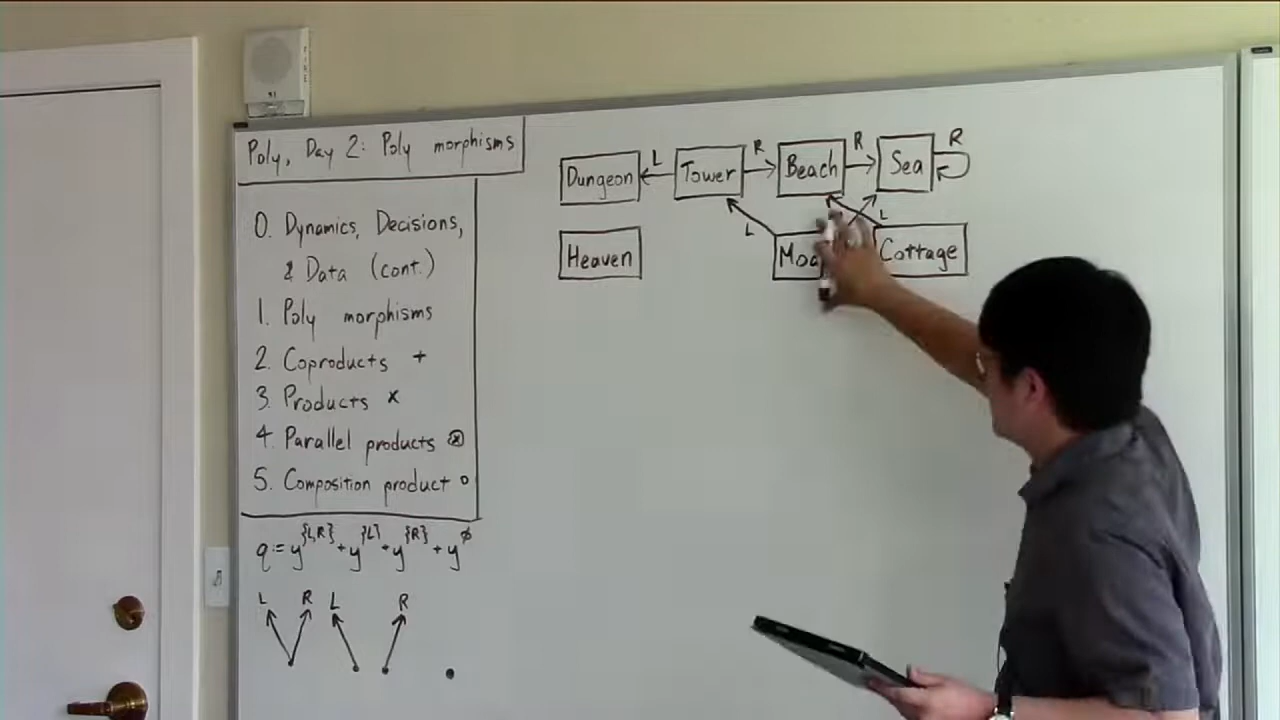 Poly, Day 2: Poly morphisms
0. Dynamics, Decisions,
& Data (cont.)
1. Poly morphisms
2. Coproducts +
3. Products ×
4. Parallel products ⊗
5. Composition product ∘
q := y^{L,R} + y^{L} + y^{R} + y^∅
L R L R
R R R
Dungeon L Tower Beach Sea
L L
Heaven Cottage